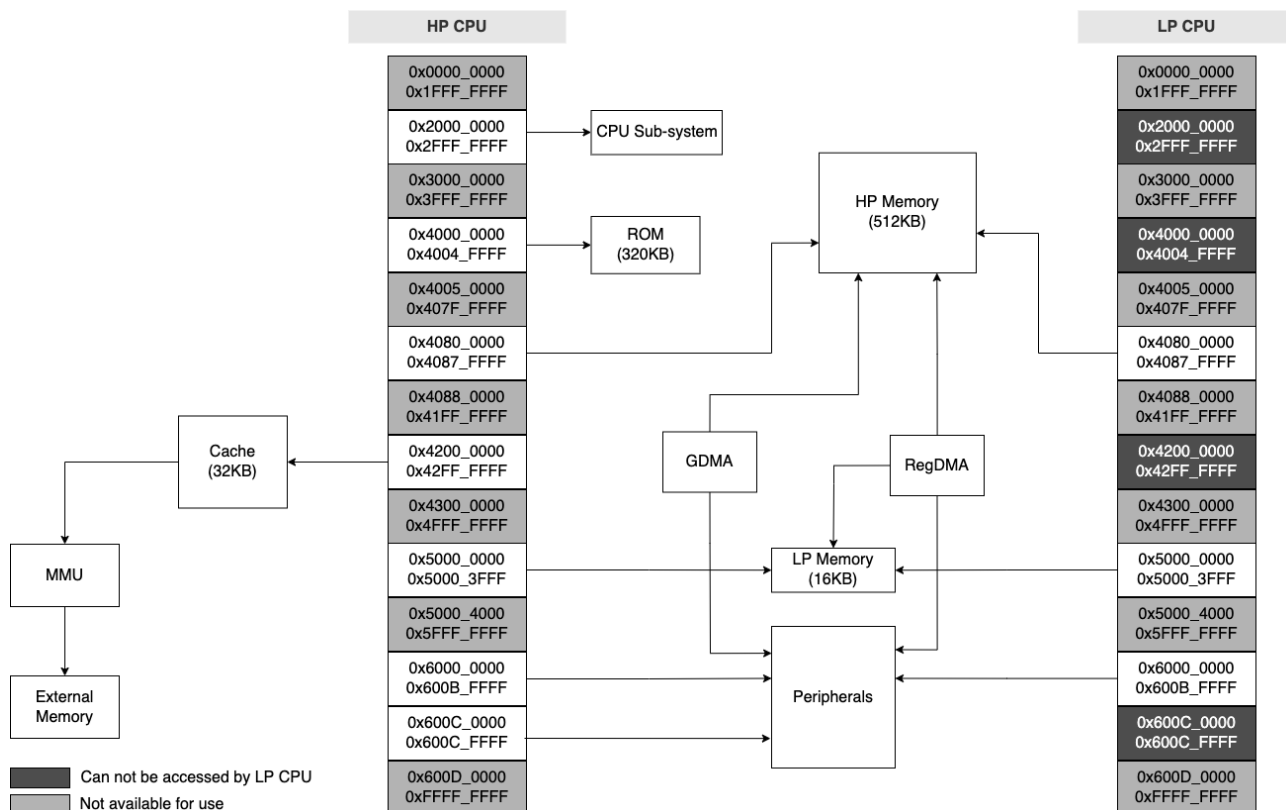 HP CPU
0x0000_0000
0x1FFF_FFFF
0x2000_0000
0x2FFF_FFFF
0x3000_0000
0x3FFF_FFFF
0x4000_0000
0x4004_FFFF
0x4005_0000
0x407F_FFFF
0x4080_0000
0x4087_FFFF
0x4088_0000
0x41FF_FFFF
0x4200_0000
0x42FF_FFFF
0x4300_0000
0x4FFF_FFFF
0x5000_0000
0x5000_3FFF
0x5000_4000
0x5FFF_FFFF
0x6000_0000
0x600B_FFFF
0x600C_0000
0x600C_FFFF
0x600D_0000
0xFFFF_FFFF
CPU Sub-system
ROM
(320KB)
Cache
(32KB)
MMU
External
Memory
HP Memory
(512KB)
GDMA
RegDMA
LP Memory
(16KB)
Peripherals
LP CPU
0x0000_0000
0x1FFF_FFFF
0x2000_0000
0x2FFF_FFFF
0x3000_0000
0x3FFF_FFFF
0x4000_0000
0x4004_FFFF
0x4005_0000
0x407F_FFFF
0x4080_0000
0x4087_FFFF
0x4088_0000
0x41FF_FFFF
0x4200_0000
0x42FF_FFFF
0x4300_0000
0x4FFF_FFFF
0x5000_0000
0x5000_3FFF
0x5000_4000
0x5FFF_FFFF
0x6000_0000
0x600B_FFFF
0x600C_0000
0x600C_FFFF
0x600D_0000
0xFFFF_FFFF
Can not be accessed by LP CPU
Not available for use